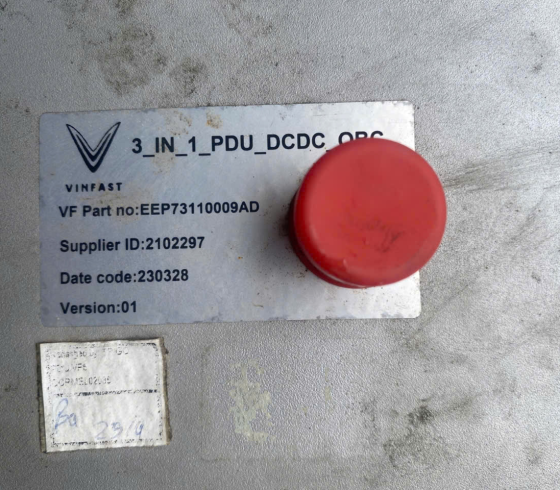 3_IN_1_PDU_DCDC_OBC
VINFAST
VF Part no:EEP73110009AD
Supplier ID:2102297
Date code:230328
Version:01